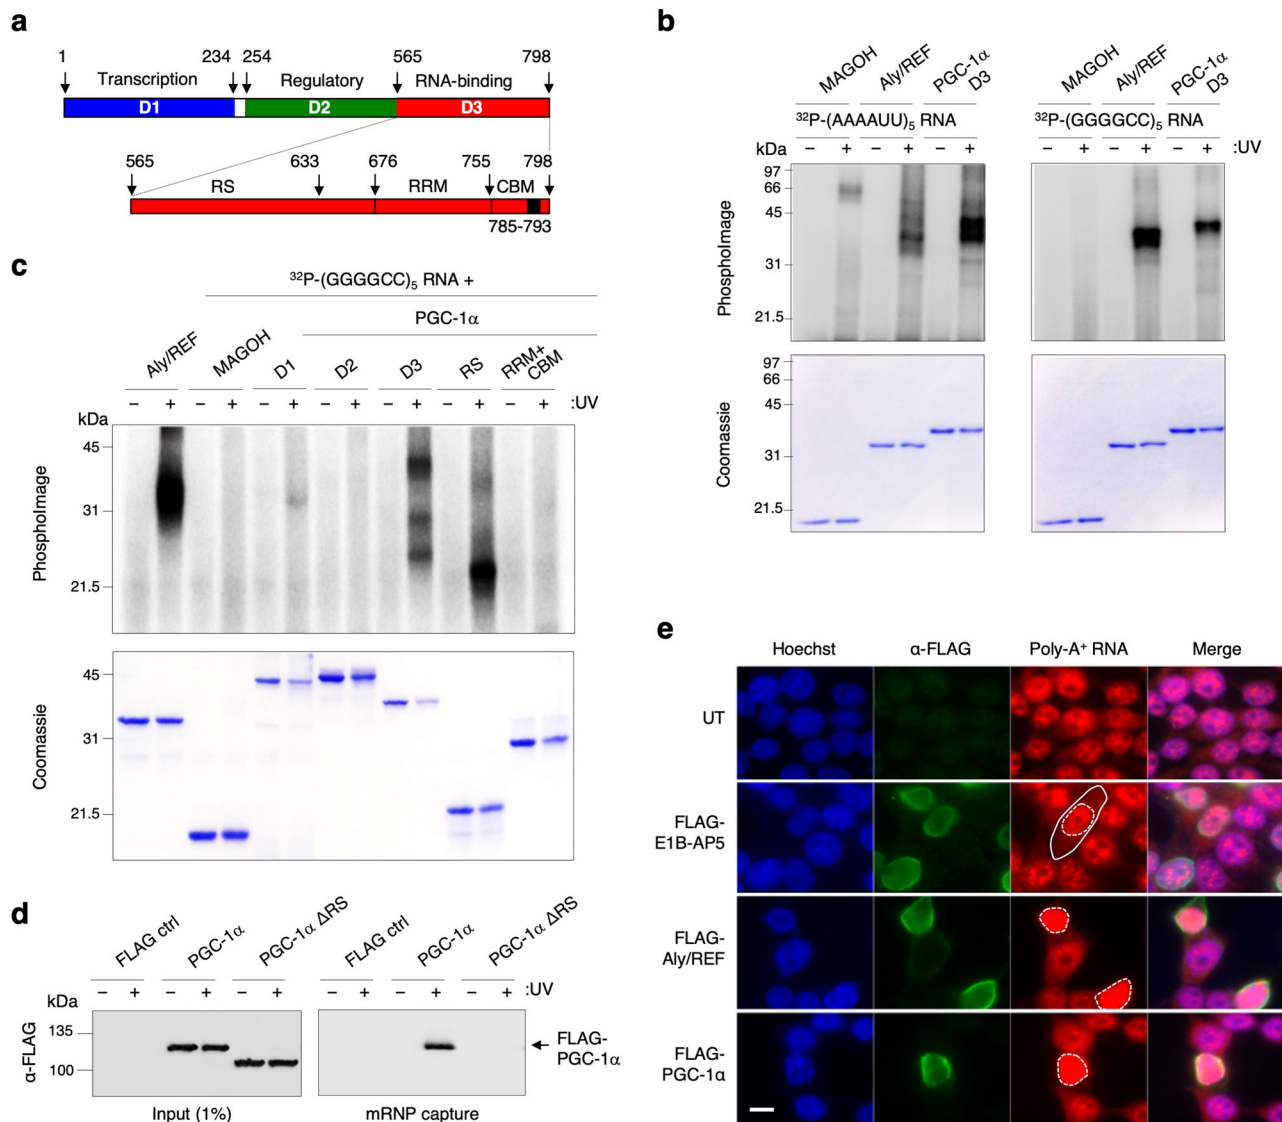 a
1 234 254 565 798
Transcription Regulatory RNA-binding
D1 D2 D3
565 633 676 755 798
RS RRM CBM
785-793
b
MAGOH Aly/REF PGC-1α D3
32P-(AAAAUU)5 RNA
kDa – + – + – +
97
66
45
31
21.5
PhosphoImage
97
66
45
31
21.5
Coomassie
MAGOH Aly/REF PGC-1α D3
32P-(GGGGCC)5 RNA
– + – + – + :UV
c
32P-(GGGGCC)5 RNA +
PGC-1α
Aly/REF MAGOH D1 D2 D3 RS RRM+ CBM
– + – + – + – + – + – + – + :UV
kDa
45
31
21.5
PhosphoImage
45
31
21.5
Coomassie
d
FLAG ctrl PGC-1α PGC-1α ΔRS FLAG ctrl PGC-1α PGC-1α ΔRS
– + – + – + :UV – + – + – +
kDa
135
100
α-FLAG
FLAG-
PGC-1α
Input (1%) mRNP capture
e
Hoechst α-FLAG Poly-A+ RNA Merge
UT
FLAG-
E1B-AP5
FLAG-
Aly/REF
FLAG-
PGC-1α